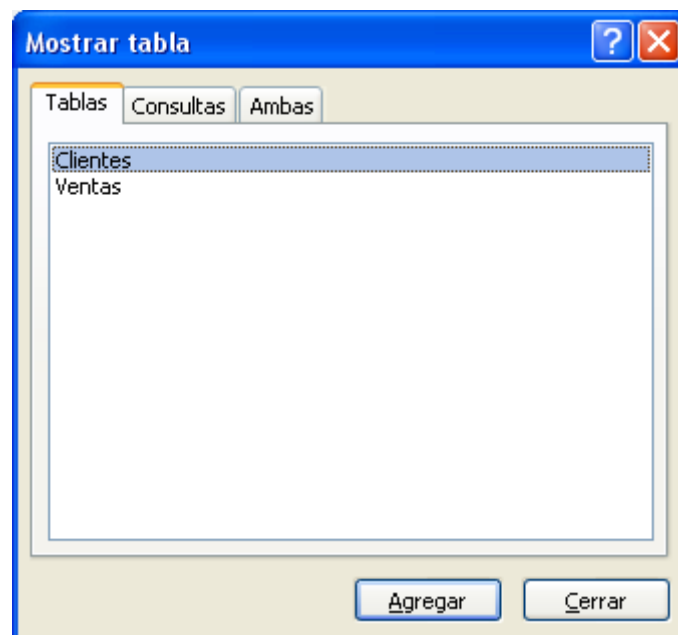 Mostrar tabla
Tablas Consultas Ambas
Clientes
Ventas
Agregar Cerrar